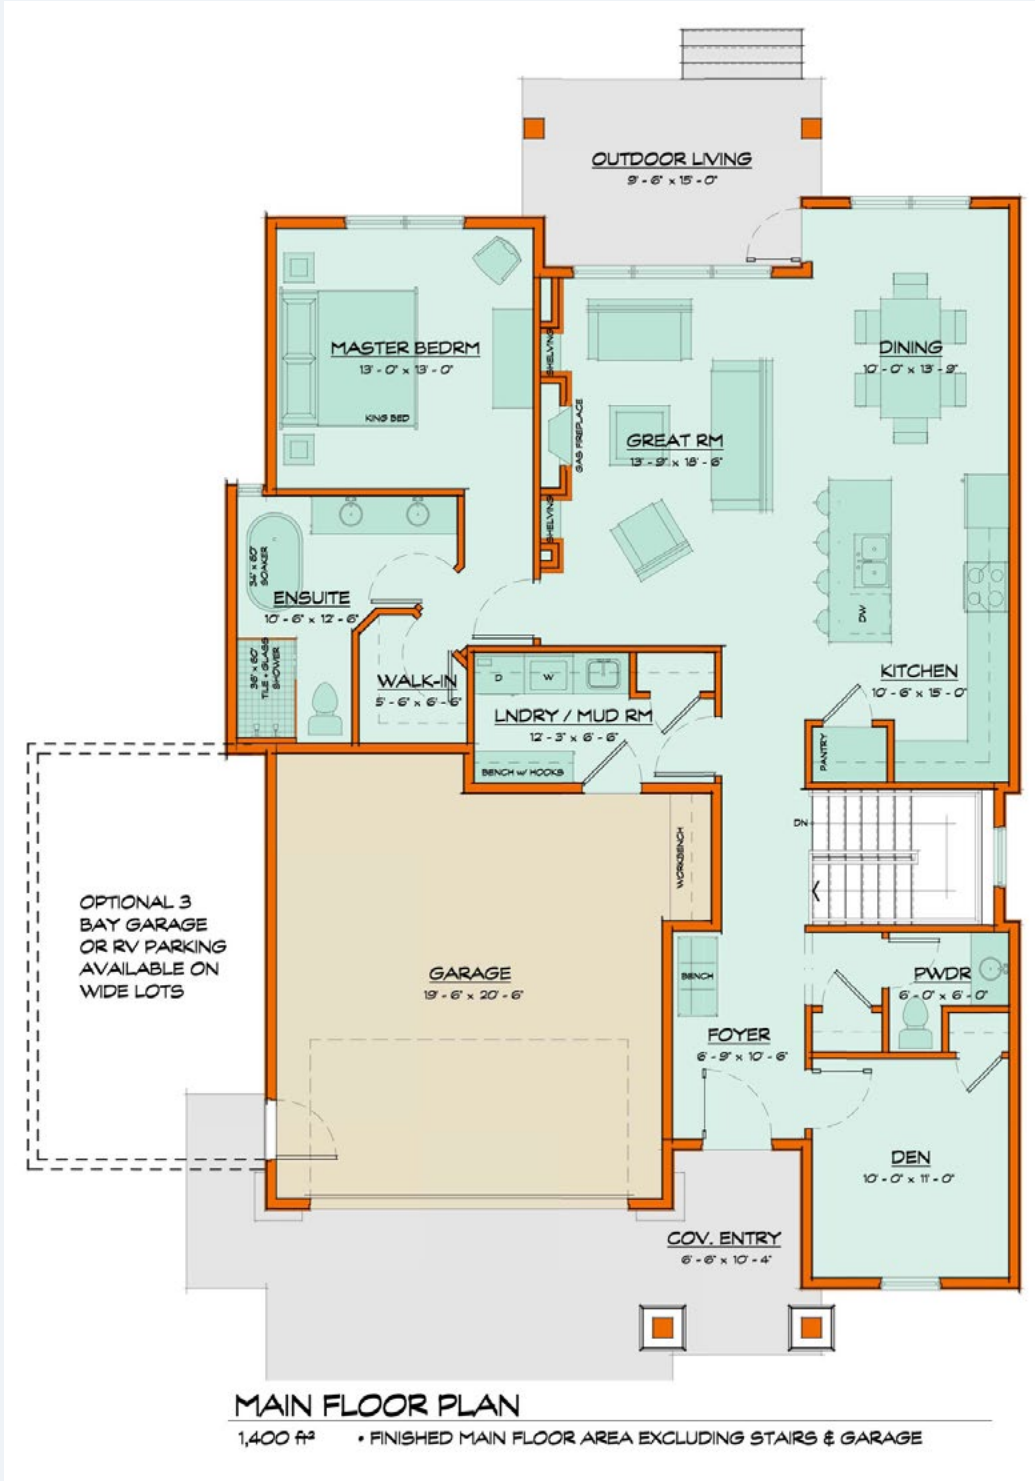 OUTDOOR LIVING
9'-6" x 15'-0"
MASTER BEDRM
13'-0" x 13'-0"
KING BED
SHELVING
GAS FIREPLACE
SHELVING
GREAT RM
13'-9" x 18'-6"
DINING
10'-0" x 13'-9"
34" x 60"
SOAKER
ENSUITE
10'-6" x 12'-6"
36" x 60"
TILE + GLASS
SHOWER
WALK-IN
5'-6" x 6'-6"
D
W
LNDRY / MUD RM
12'-3" x 6'-6"
BENCH w/ HOOKS
DW
KITCHEN
10'-6" x 15'-0"
PANTRY
DN
WORKBENCH
OPTIONAL 3
BAY GARAGE
OR RV PARKING
AVAILABLE ON
WIDE LOTS
GARAGE
19'-6" x 20'-6"
BENCH
PWDR
6'-0" x 6'-0"
FOYER
6'-9" x 10'-6"
DEN
10'-0" x 11'-0"
COV. ENTRY
6'-6" x 10'-4"
MAIN FLOOR PLAN
1,400 ft²
• FINISHED MAIN FLOOR AREA EXCLUDING STAIRS & GARAGE